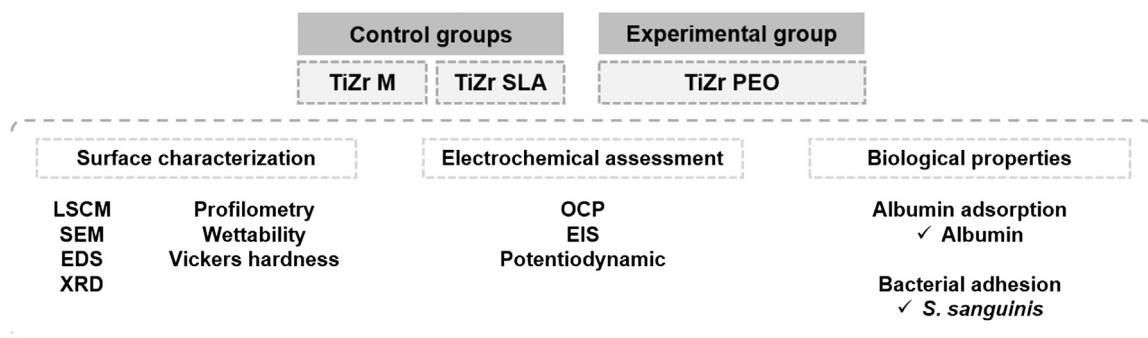 Control groups
Experimental group
TiZr M
TiZr SLA
TiZr PEO
Surface characterization
Electrochemical assessment
Biological properties
LSCM
SEM
EDS
XRD
Profilometry
Wettability
Vickers hardness
OCP
EIS
Potentiodynamic
Albumin adsorption
✓ Albumin
Bacterial adhesion
✓ S. sanguinis